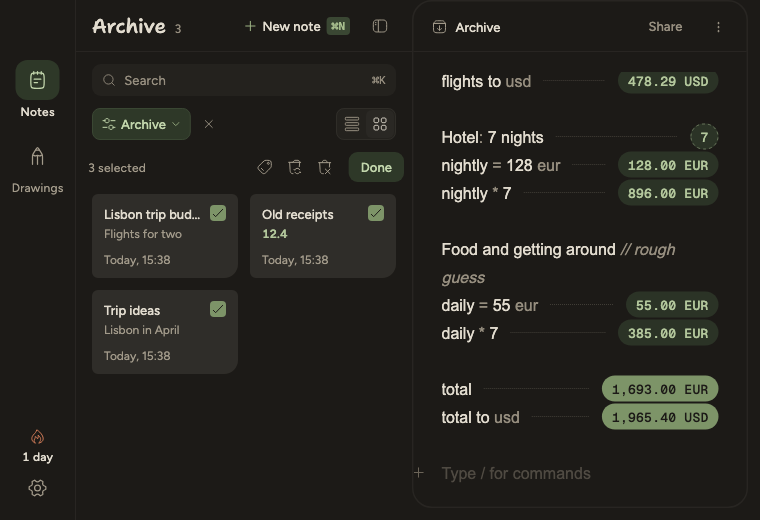 Archive 3
+ New note ⌘N
Search ⌘K
Archive
3 selected
Done
Lisbon trip bud...
Flights for two
Today, 15:38
Old receipts
12.4
Today, 15:38
Trip ideas
Lisbon in April
Today, 15:38
Notes
Drawings
1 day
Archive
Share
flights to usd 478.29 USD
Hotel: 7 nights 7
nightly = 128 eur 128.00 EUR
nightly * 7 896.00 EUR
Food and getting around // rough
guess
daily = 55 eur 55.00 EUR
daily * 7 385.00 EUR
total 1,693.00 EUR
total to usd 1,965.40 USD
+ Type / for commands